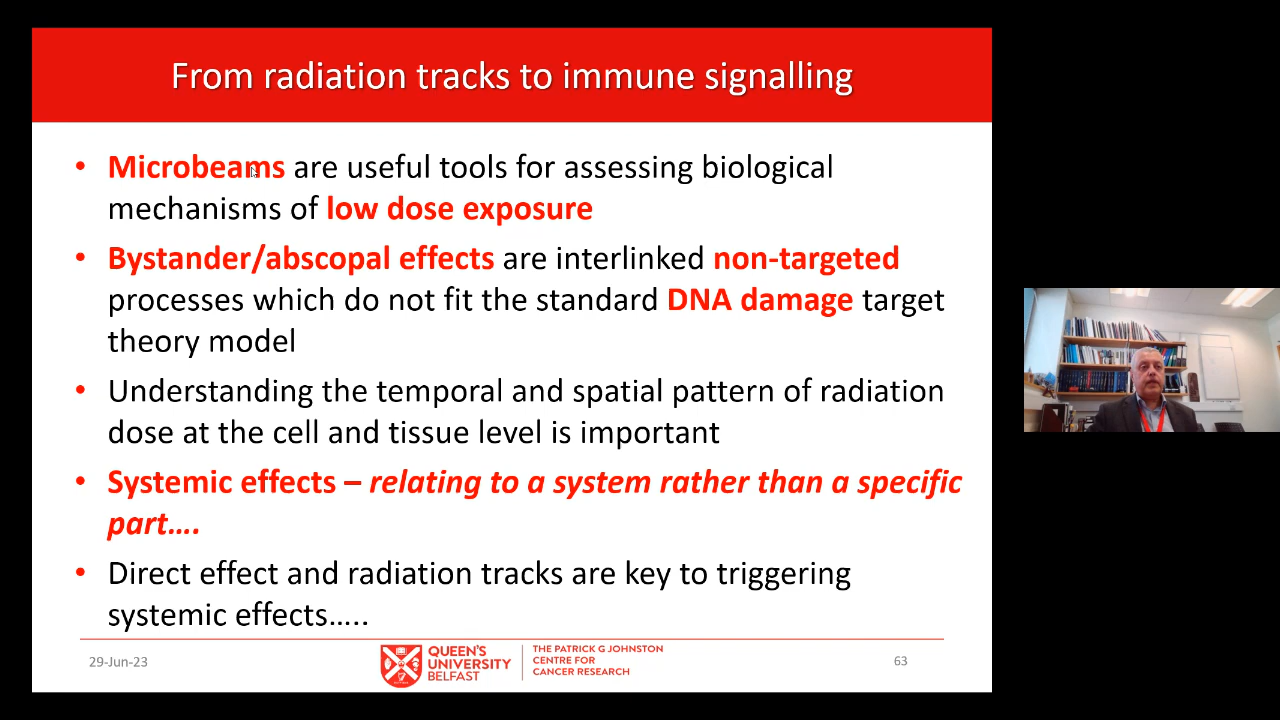 From radiation tracks to immune signalling
• Microbeams are useful tools for assessing biological
mechanisms of low dose exposure
• Bystander/abscopal effects are interlinked non-targeted
processes which do not fit the standard DNA damage target
theory model
• Understanding the temporal and spatial pattern of radiation
dose at the cell and tissue level is important
• Systemic effects – relating to a system rather than a specific
part....
• Direct effect and radiation tracks are key to triggering
systemic effects.....
29-Jun-23
QUEEN'S
UNIVERSITY
BELFAST
THE PATRICK G JOHNSTON
CENTRE FOR
CANCER RESEARCH
63